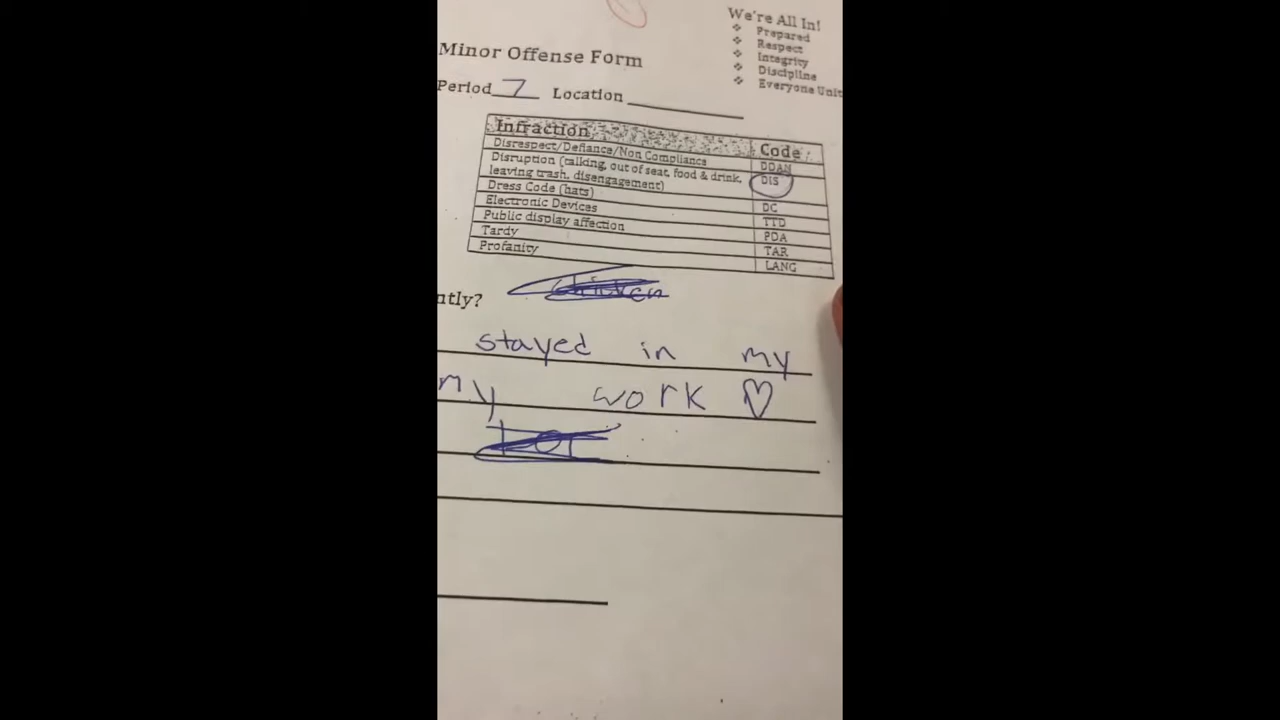 We're All In!
❖ Prepared
❖ Respect
❖ Integrity
❖ Discipline
❖ Everyone Unit
Minor Offense Form
Period 7 Location
Infraction Code
Disrespect/Defiance/Non Compliance DDAN
Disruption (talking, out of seat, food & drink, DIS
leaving trash, disengagement)
Dress Code (hats) DC
Electronic Devices TTD
Public display affection PDA
Tardy TAR
Profanity LANG
ntly?
stayed in my
my work ♡